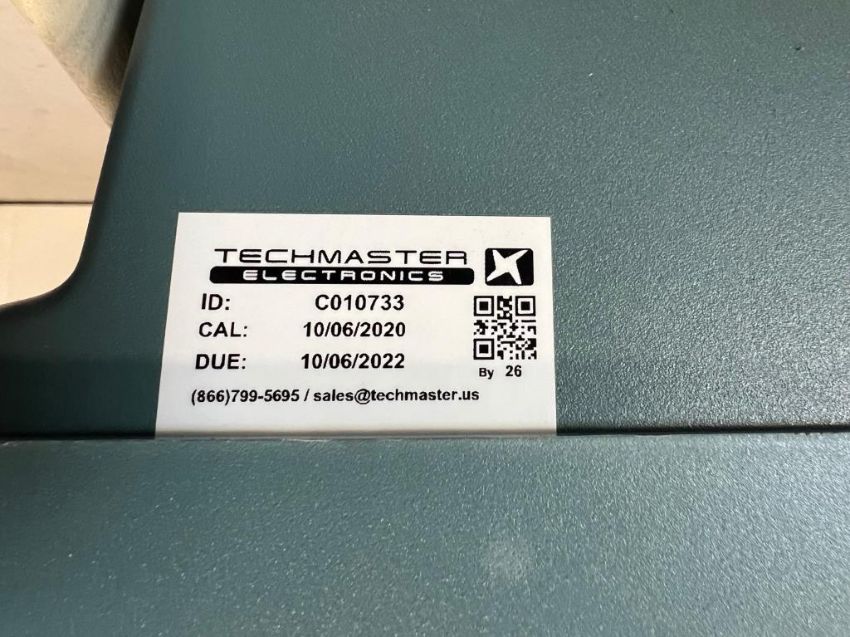 TECHMASTER
ELECTRONICS
ID: C010733
CAL: 10/06/2020
DUE: 10/06/2022
By 26
(866)799-5695 / sales@techmaster.us